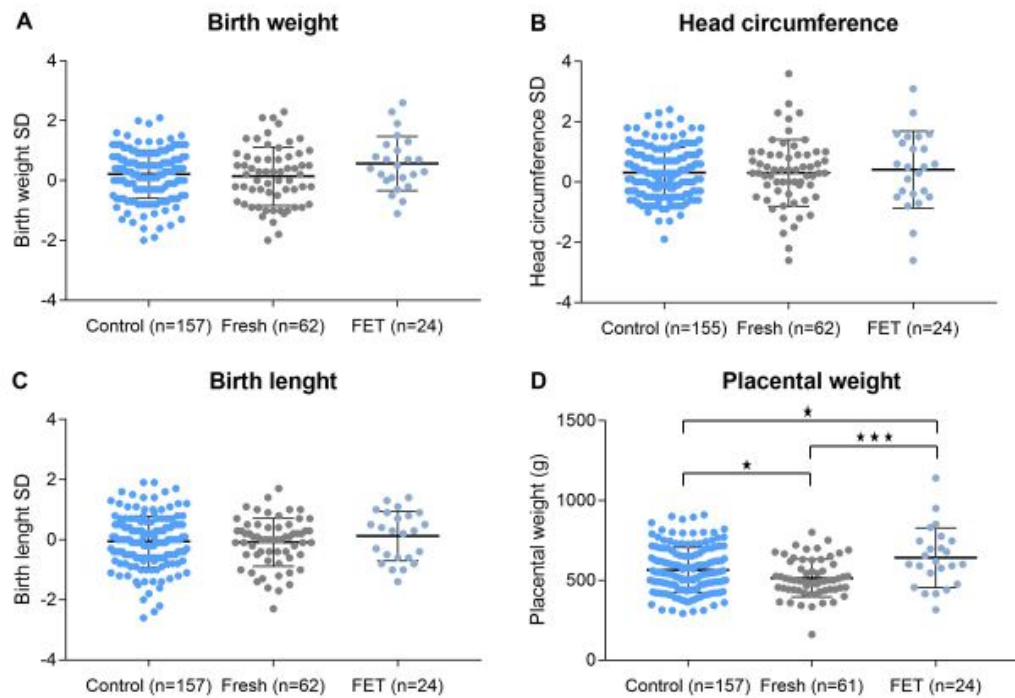 A
Birth weight
Birth weight SD
4
2
0
-2
-4
Control (n=157) Fresh (n=62) FET (n=24)
B
Head circumference
Head circumference SD
4
2
0
-2
-4
Control (n=155) Fresh (n=62) FET (n=24)
C
Birth lenght
Birth lenght SD
4
2
0
-2
-4
Control (n=157) Fresh (n=62) FET (n=24)
D
Placental weight
Placental weight (g)
1500
1000
500
0
★
★★★
★
Control (n=157) Fresh (n=61) FET (n=24)